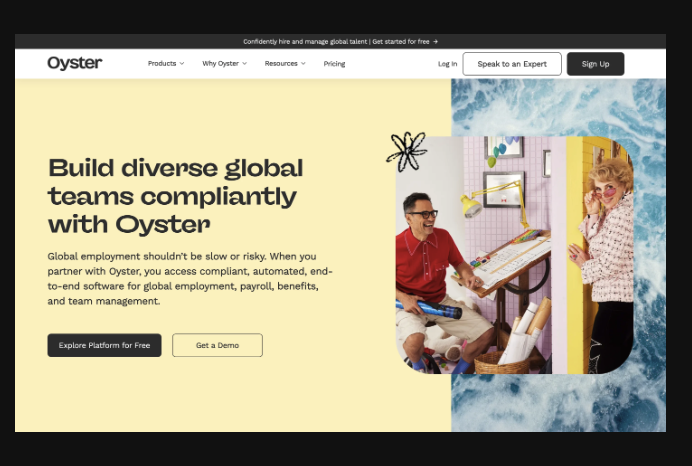 Confidently hire and manage global talent | Get started for free →
Oyster
Products
Why Oyster
Resources
Pricing
Log In
Speak to an Expert
Sign Up
Build diverse global
teams compliantly
with Oyster
Global employment shouldn't be slow or risky. When you
partner with Oyster, you access compliant, automated, end-
to-end software for global employment, payroll, benefits,
and team management.
Explore Platform for Free
Get a Demo